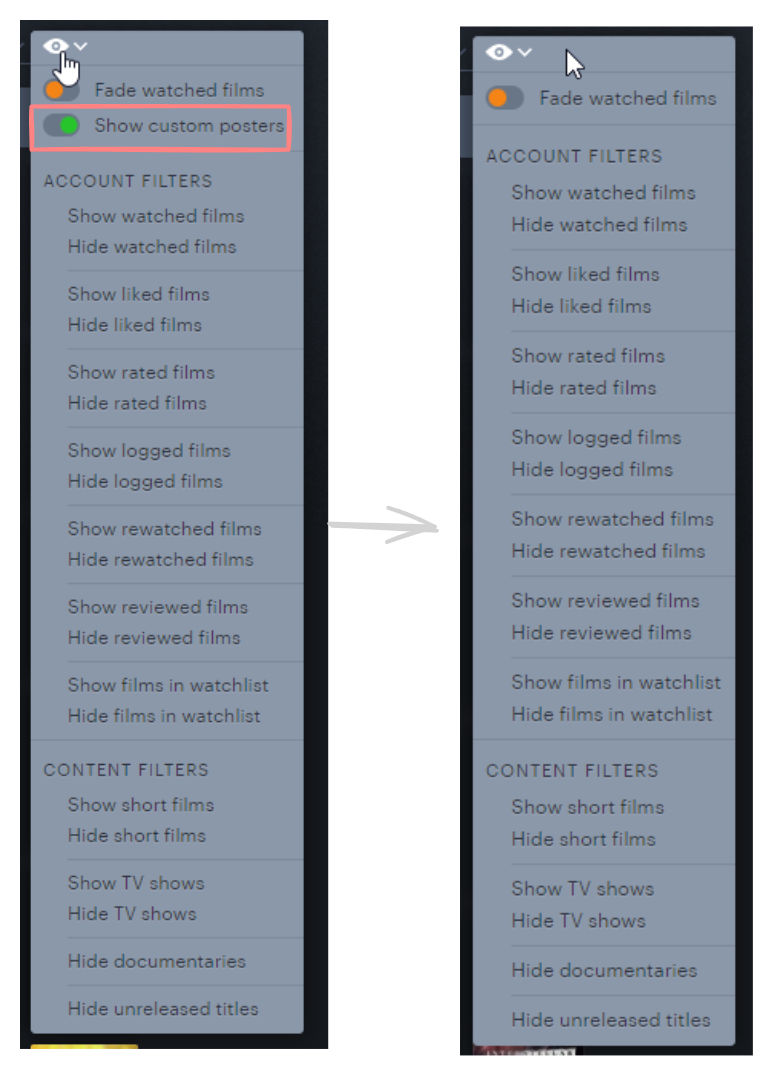 Fade watched films
Show custom posters
ACCOUNT FILTERS
Show watched films
Hide watched films
Show liked films
Hide liked films
Show rated films
Hide rated films
Show logged films
Hide logged films
Show rewatched films
Hide rewatched films
Show reviewed films
Hide reviewed films
Show films in watchlist
Hide films in watchlist
CONTENT FILTERS
Show short films
Hide short films
Show TV shows
Hide TV shows
Hide documentaries
Hide unreleased titles
Fade watched films
ACCOUNT FILTERS
Show watched films
Hide watched films
Show liked films
Hide liked films
Show rated films
Hide rated films
Show logged films
Hide logged films
Show rewatched films
Hide rewatched films
Show reviewed films
Hide reviewed films
Show films in watchlist
Hide films in watchlist
CONTENT FILTERS
Show short films
Hide short films
Show TV shows
Hide TV shows
Hide documentaries
Hide unreleased titles